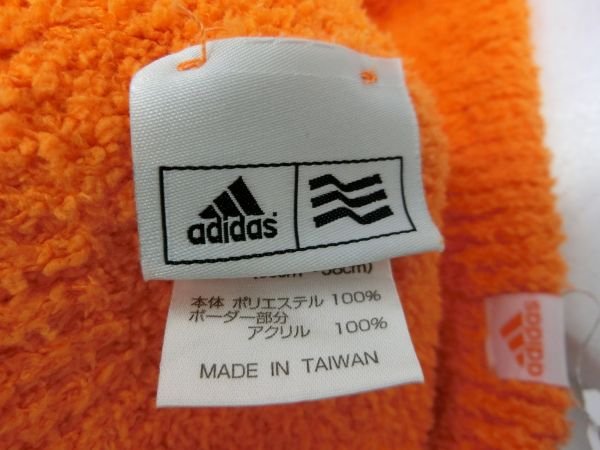 adidas
本体 ポリエステル 100%
ボーダー部分
アクリル 100%
MADE IN TAIWAN
adidas